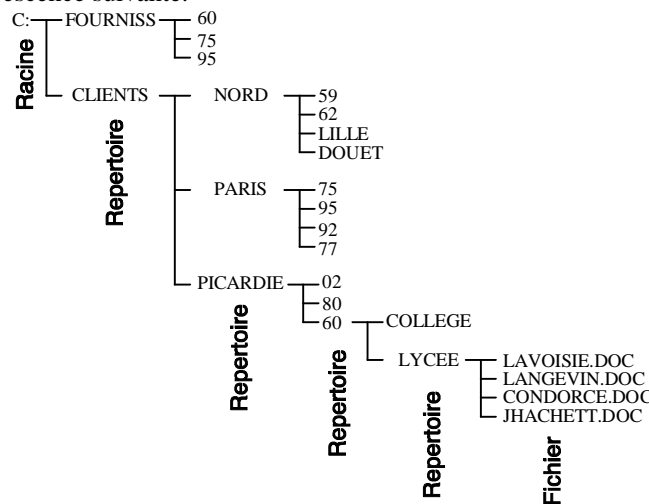 C: FOURNISS 60
75
95
Racine
CLIENTS NORD 59
62
LILLE
DOUET
Repertoire
PARIS 75
95
92
77
PICARDIE 02
80
60 COLLEGE
Repertoire
LYCEE LAVOISIE.DOC
LANGEVIN.DOC
CONDORCE.DOC
JHACHETT.DOC
Repertoire
Repertoire
Fichier